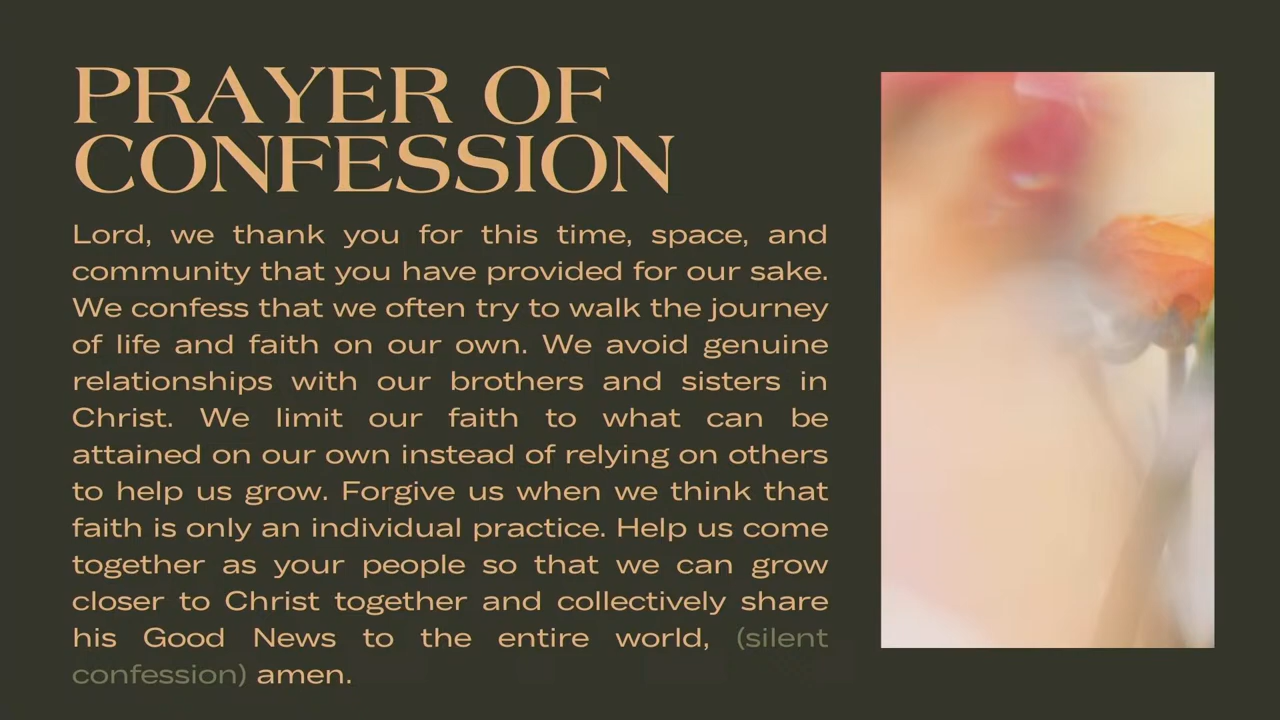 PRAYER OF
CONFESSION
Lord, we thank you for this time, space, and
community that you have provided for our sake.
We confess that we often try to walk the journey
of life and faith on our own. We avoid genuine
relationships with our brothers and sisters in
Christ. We limit our faith to what can be
attained on our own instead of relying on others
to help us grow. Forgive us when we think that
faith is only an individual practice. Help us come
together as your people so that we can grow
closer to Christ together and collectively share
his Good News to the entire world, (silent
confession) amen.